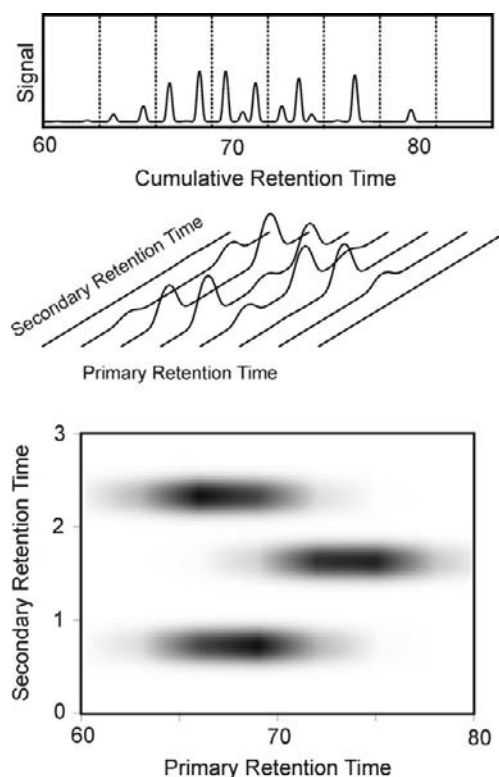 Signal
60 70 80
Cumulative Retention Time
Secondary Retention Time
Primary Retention Time
Secondary Retention Time
3
2
1
0
60 70 80
Primary Retention Time